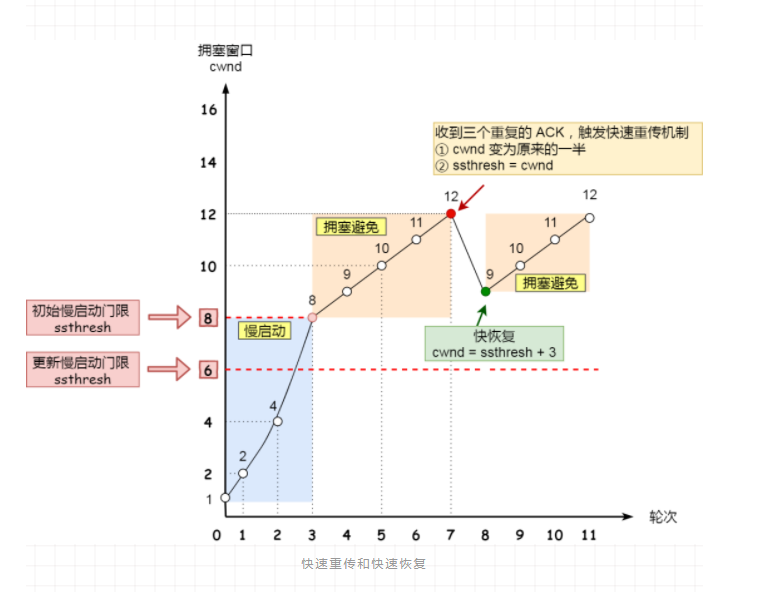 拥塞窗口
cwnd
16
14
12
10
8
6
4
2
1
收到三个重复的 ACK，触发快速重传机制
① cwnd 变为原来的一半
② ssthresh = cwnd
初始慢启动门限
ssthresh
更新慢启动门限
ssthresh
慢启动
拥塞避免
2
4
8
9
10
11
12
9
10
11
12
拥塞避免
快恢复
cwnd = ssthresh + 3
0 1 2 3 4 5 6 7 8 9 10 11
轮次
快速重传和快速恢复